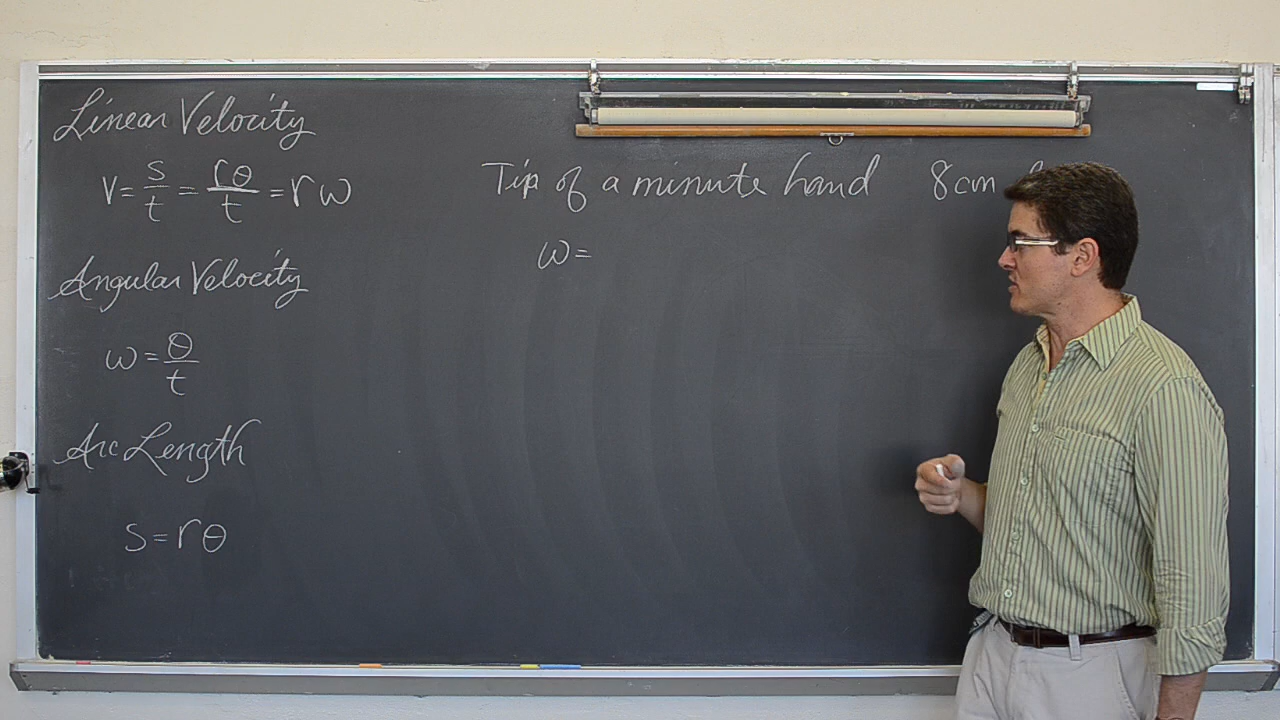 Linear Velocity
V = s/t = rθ/t = rω
Angular Velocity
ω = θ/t
Arc Length
s = rθ
Tip of a minute hand 8cm
ω =